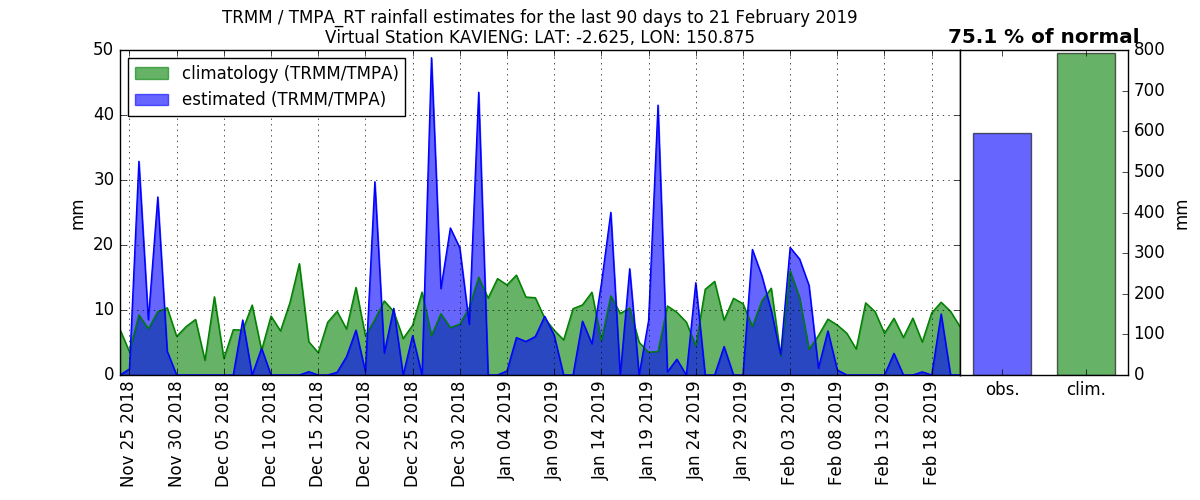 TRMM / TMPA_RT rainfall estimates for the last 90 days to 21 February 2019
Virtual Station KAVIENG: LAT: -2.625, LON: 150.875
75.1 % of normal
climatology (TRMM/TMPA)
estimated (TRMM/TMPA)
mm
50
40
30
20
10
0
Nov 25 2018
Nov 30 2018
Dec 05 2018
Dec 10 2018
Dec 15 2018
Dec 20 2018
Dec 25 2018
Dec 30 2018
Jan 04 2019
Jan 09 2019
Jan 14 2019
Jan 19 2019
Jan 24 2019
Jan 29 2019
Feb 03 2019
Feb 08 2019
Feb 13 2019
Feb 18 2019
obs.
clim.
800
700
600
500
400
300
200
100
0
mm